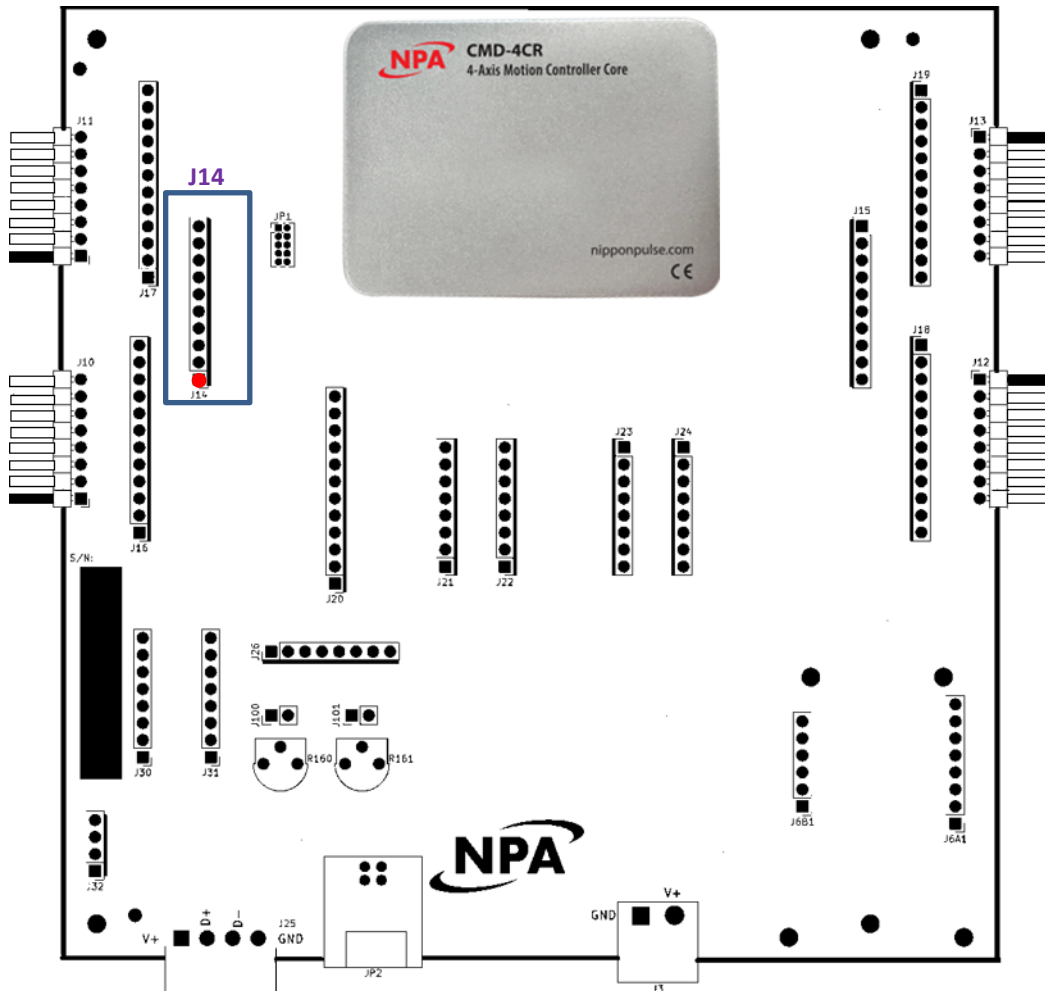 NPA
CMD-4CR
4-Axis Motion Controller Core
nipponpulse.com
CE
J19
J11
J13
J14
JP1
J15
J17
J10
J14
J18
J12
J23
J24
J16
S/N:
J21
J22
J20
J26
J100
J101
R160
R161
J30
J31
J6B1
J6A1
NPA
J32
V+
D+
D-
J25
GND
GND
V+
JP2
J3